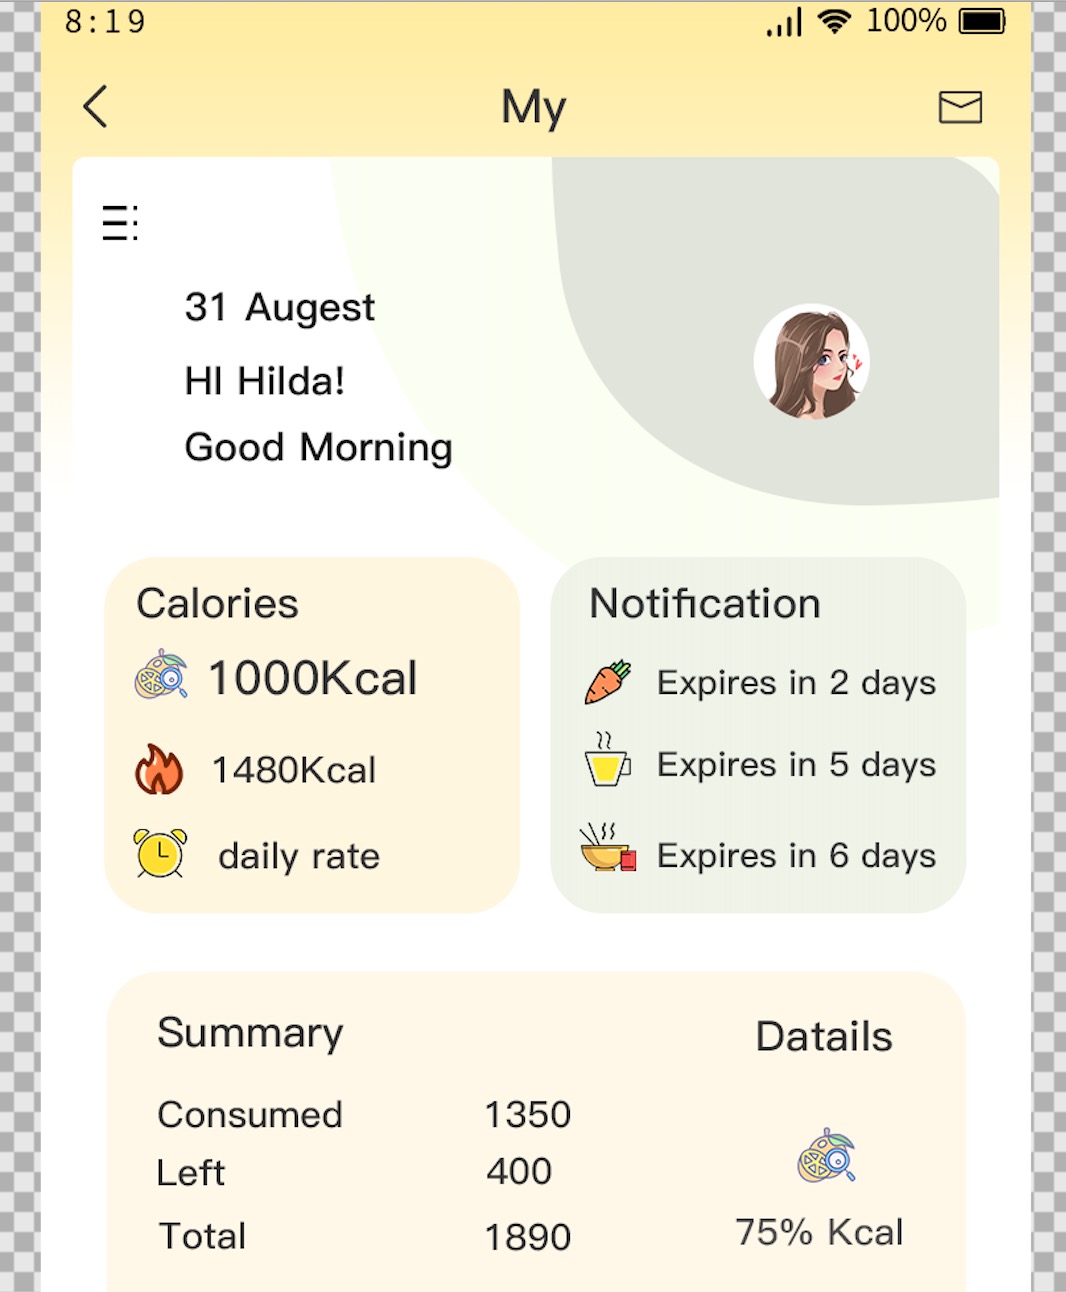 8:19 100%
My
31 Augest
HI Hilda!
Good Morning
Calories
1000Kcal
1480Kcal
daily rate
Notification
Expires in 2 days
Expires in 5 days
Expires in 6 days
Summary Datails
Consumed 1350
Left 400
Total 1890
75% Kcal